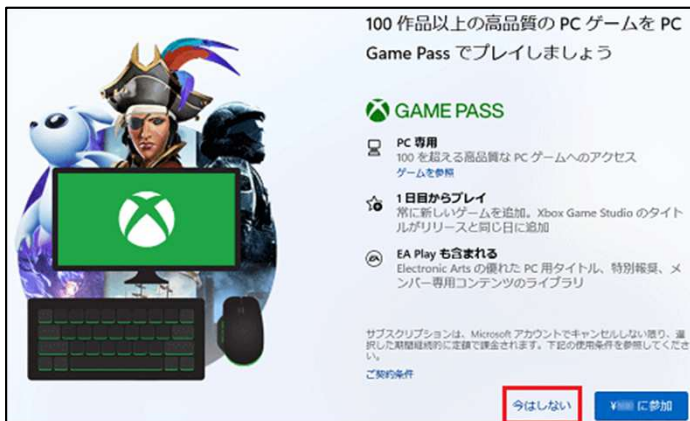 100 作品以上の高品質の PC ゲームを PC
Game Pass でプレイしましょう
GAME PASS
PC 専用
100 を超える高品質な PC ゲームへのアクセス
ゲームを参照
1 日目からプレイ
常に新しいゲームを追加。Xbox Game Studio のタイト
ルがリリースと同じ日に追加
EA Play も含まれる
Electronic Arts の優れた PC 用タイトル、特別報奨、メ
ンバー専用コンテンツのライブラリ
サブスクリプションは、Microsoft アカウントでキャンセルしない限り、選
択した期間継続的に定額で課金されます。下記の使用条件を参照してくださ
い。
ご契約条件
今はしない
¥ に参加